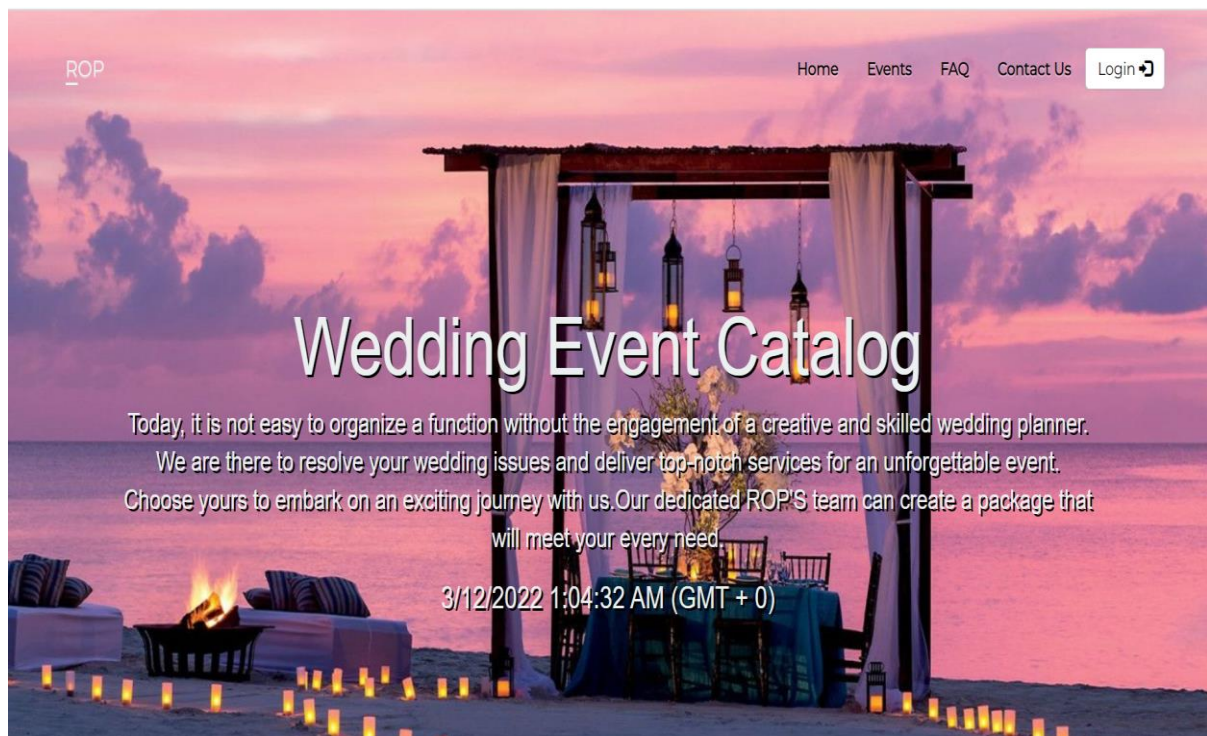 ROP
Home Events FAQ Contact Us Login
Wedding Event Catalog
Today, it is not easy to organize a function without the engagement of a creative and skilled wedding planner.
We are there to resolve your wedding issues and deliver top-notch services for an unforgettable event.
Choose yours to embark on an exciting journey with us.Our dedicated ROP'S team can create a package that
will meet your every need.
3/12/2022 1:04:32 AM (GMT + 0)